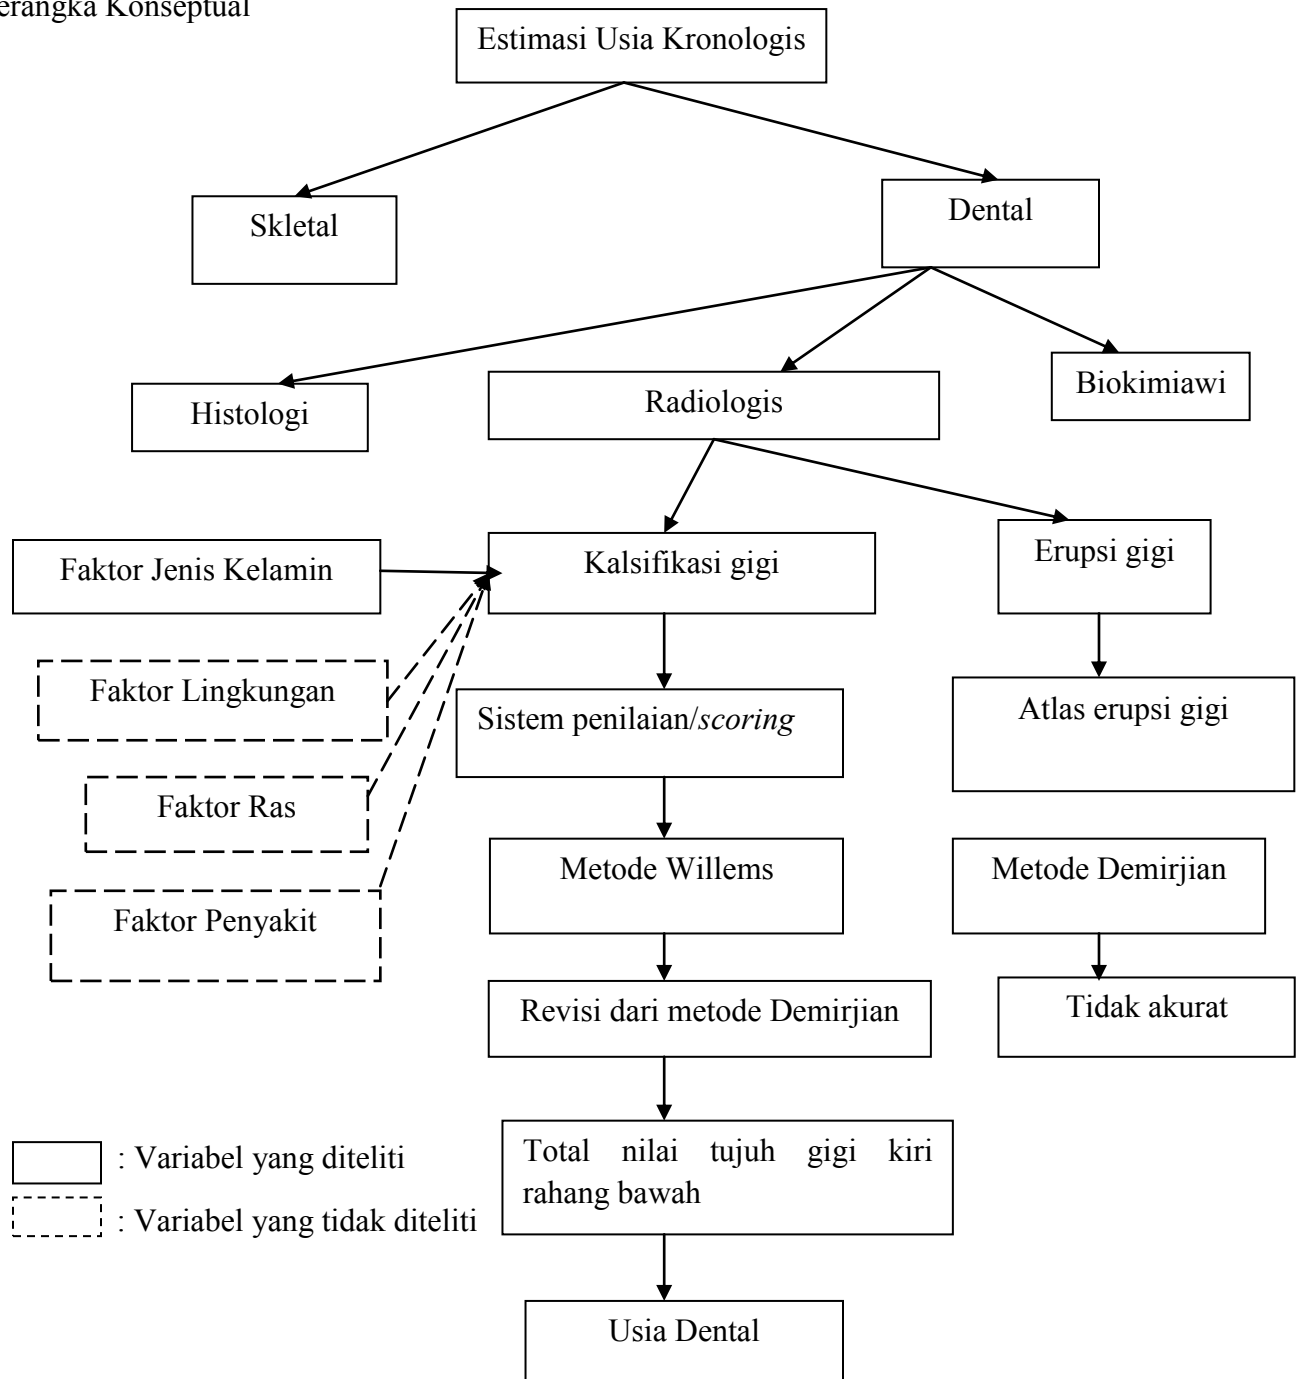 erangka Konseptual
Estimasi Usia Kronologis
Skletal
Dental
Histologi
Radiologis
Biokimiawi
Faktor Jenis Kelamin
Kalsifikasi gigi
Erupsi gigi
Faktor Lingkungan
Sistem penilaian/scoring
Atlas erupsi gigi
Faktor Ras
Metode Willems
Metode Demirjian
Faktor Penyakit
Revisi dari metode Demirjian
Tidak akurat
: Variabel yang diteliti
: Variabel yang tidak diteliti
Total nilai tujuh gigi kiri
rahang bawah
Usia Dental